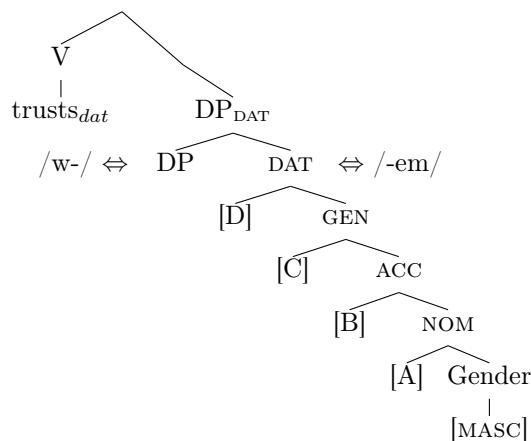 V
trusts_dat DP_DAT
/w-/ ⇔ DP DAT ⇔ /-em/
[D] GEN
[C] ACC
[B] NOM
[A] Gender
[MASC]